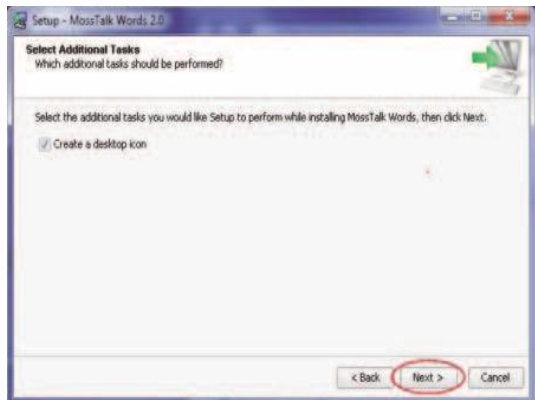 Setup - MossTalk Words 2.0
Select Additional Tasks
Which additional tasks should be performed?
Select the additional tasks you would like Setup to perform while installing MossTalk Words, then click Next.
Create a desktop icon
< Back Next > Cancel